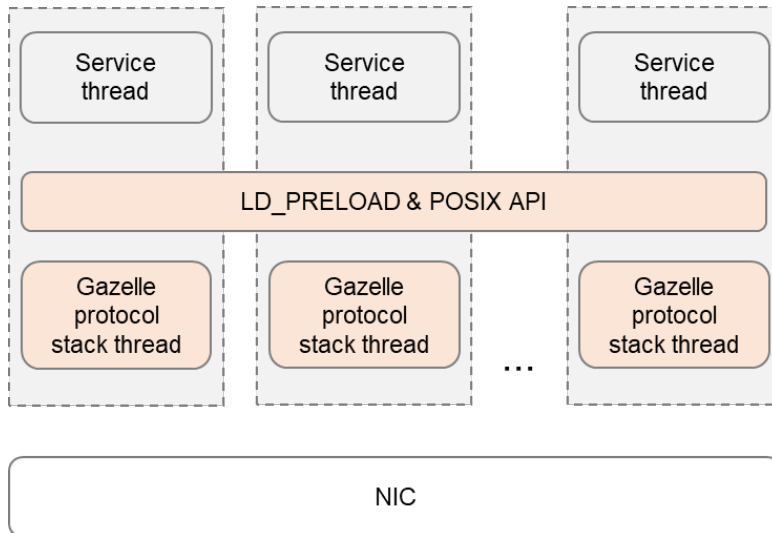 Service
thread
Service
thread
Service
thread
LD_PRELOAD & POSIX API
Gazelle
protocol
stack thread
Gazelle
protocol
stack thread
...
Gazelle
protocol
stack thread
NIC